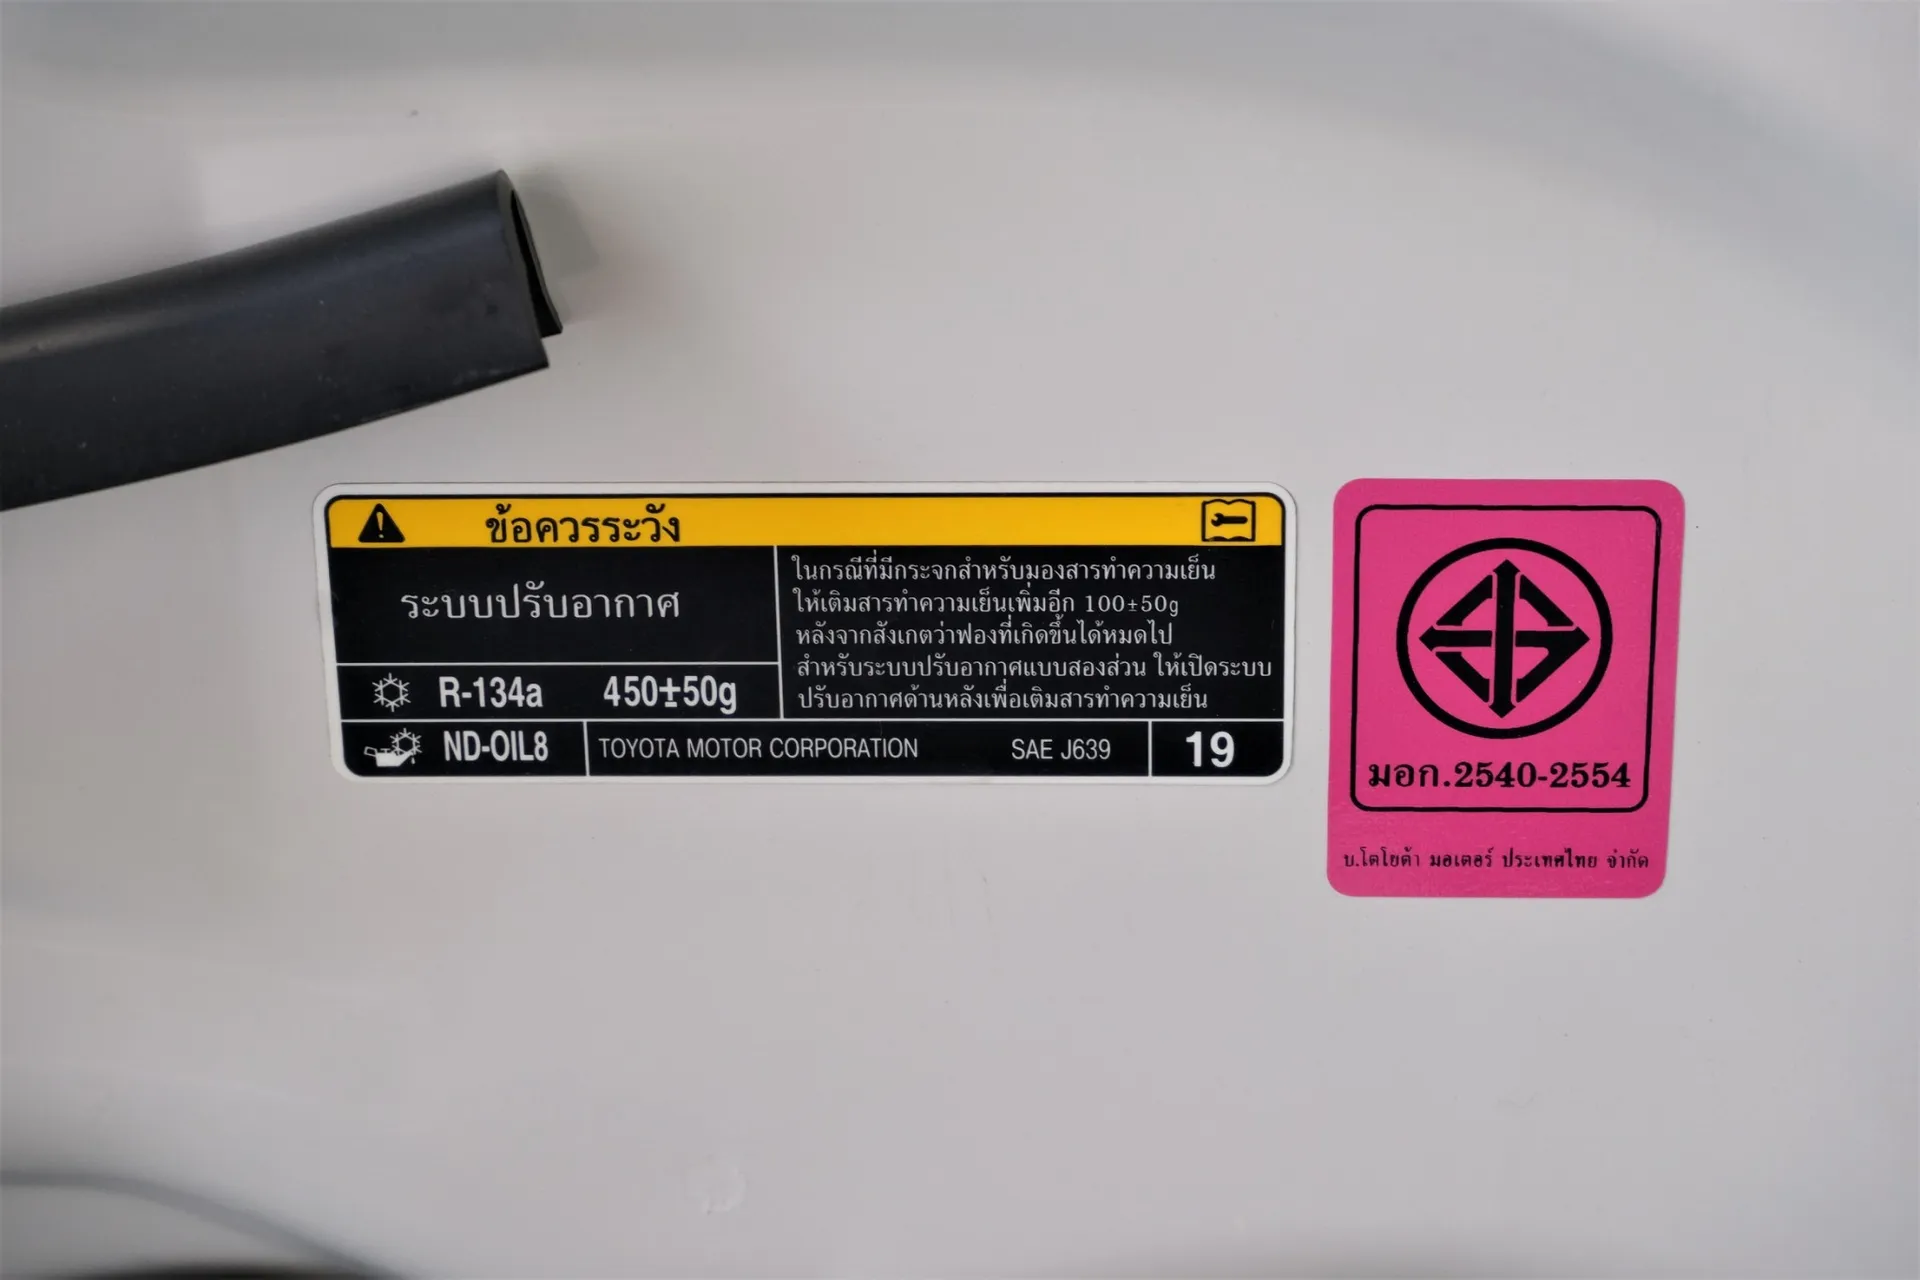 ข้อควรระวัง
ระบบปรับอากาศ
R-134a 450±50g
ในกรณีที่มีกระจกสำหรับมองสารทำความเย็น
ให้เติมสารทำความเย็นเพิ่มอีก 100±50g
หลังจากสังเกตว่าฟองที่เกิดขึ้นได้หมดไป
สำหรับระบบปรับอากาศแบบสองส่วน ให้เปิดระบบ
ปรับอากาศด้านหลังเพื่อเติมสารทำความเย็น
ND-OIL8 TOYOTA MOTOR CORPORATION SAE J639 19
มอก.2540-2554
บ.โตโยต้า มอเตอร์ ประเทศไทย จำกัด